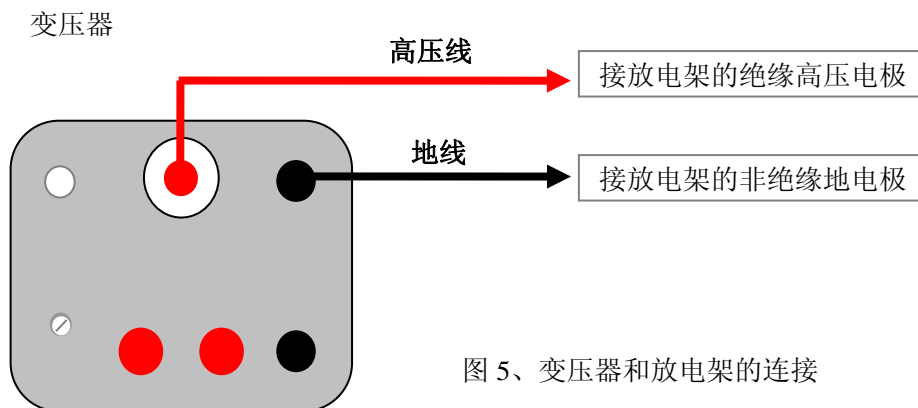 变压器
高压线
接放电架的绝缘高压电极
地线
接放电架的非绝缘地电极
图 5、变压器和放电架的连接